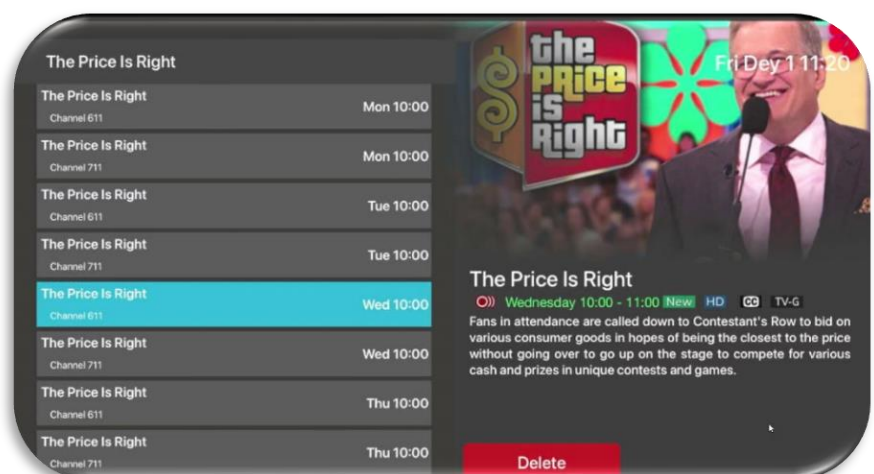 The Price Is Right
The Price Is Right
Channel 611
Mon 10:00
The Price Is Right
Channel 711
Mon 10:00
The Price Is Right
Channel 611
Tue 10:00
The Price Is Right
Channel 711
Tue 10:00
The Price Is Right
Channel 611
Wed 10:00
The Price Is Right
Channel 711
Wed 10:00
The Price Is Right
Channel 611
Thu 10:00
The Price Is Right
Channel 711
Thu 10:00
the
PRice
is
Right
$
Fri Dey 1 11:20
The Price Is Right
Wednesday 10:00 - 11:00 New HD CC TV-G
Fans in attendance are called down to Contestant's Row to bid on
various consumer goods in hopes of being the closest to the price
without going over to go up on the stage to compete for various
cash and prizes in unique contests and games.
Delete